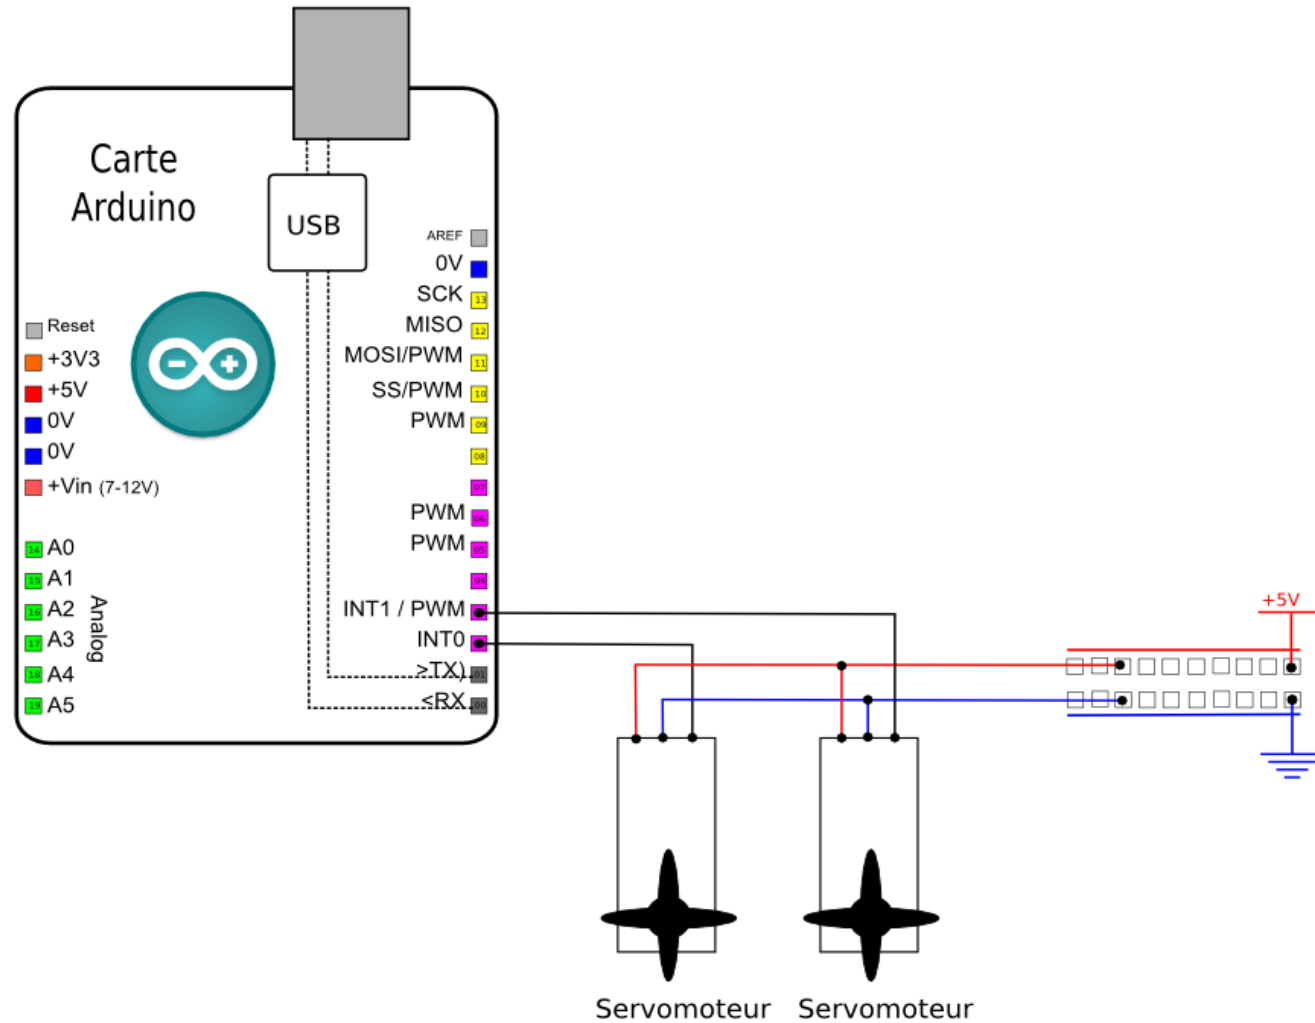 Carte
Arduino
USB
AREF
0V
SCK 13
MISO 12
MOSI/PWM 11
SS/PWM 10
PWM 09
08
07
PWM 06
PWM 05
04
INT1 / PWM
INT0
>TX) 01
<RX 00
Reset
+3V3
+5V
0V
0V
+Vin (7-12V)
14 A0
15 A1
16 A2
17 A3
18 A4
19 A5
Analog
- +
+5V
Servomoteur
Servomoteur